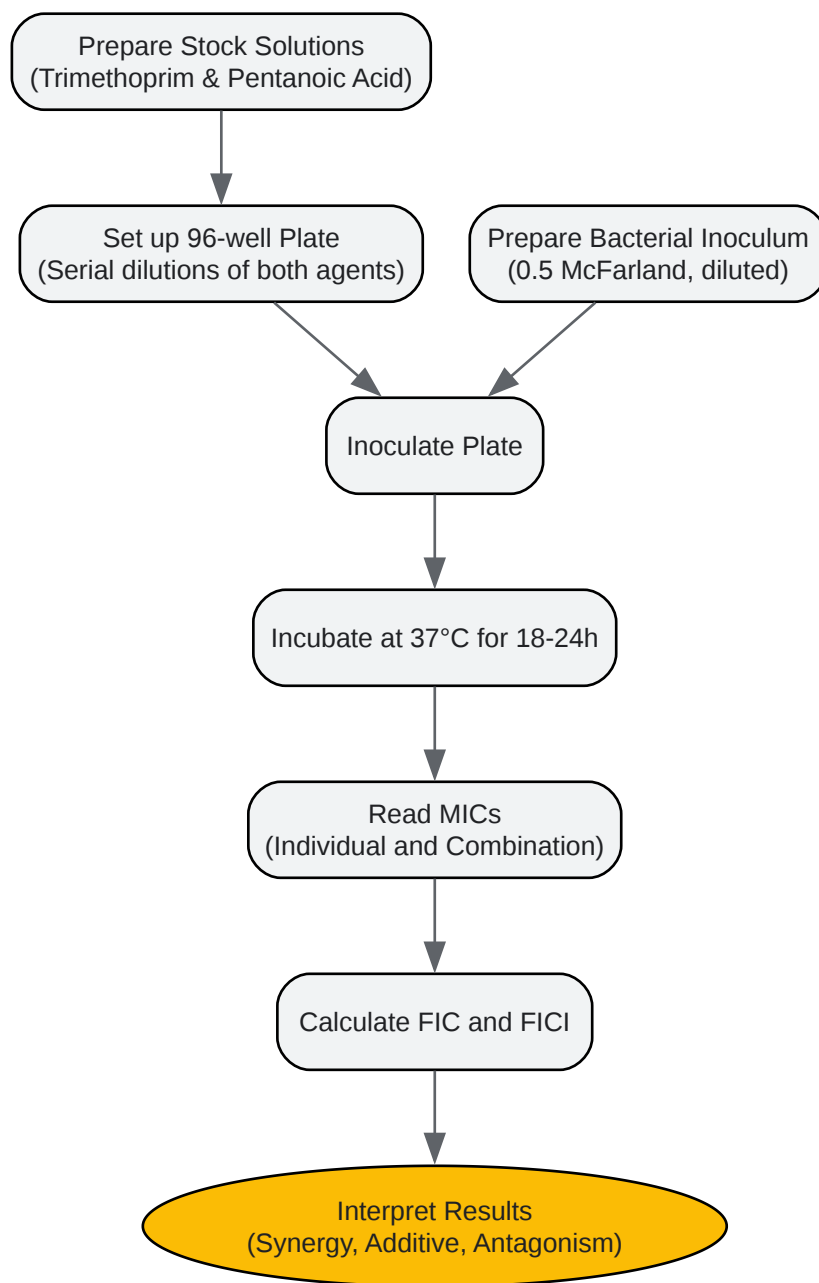 Prepare Stock Solutions
(Trimethoprim & Pentanoic Acid)
Set up 96-well Plate
(Serial dilutions of both agents)
Prepare Bacterial Inoculum
(0.5 McFarland, diluted)
Inoculate Plate
Incubate at 37°C for 18-24h
Read MICs
(Individual and Combination)
Calculate FIC and FICI
Interpret Results
(Synergy, Additive, Antagonism)